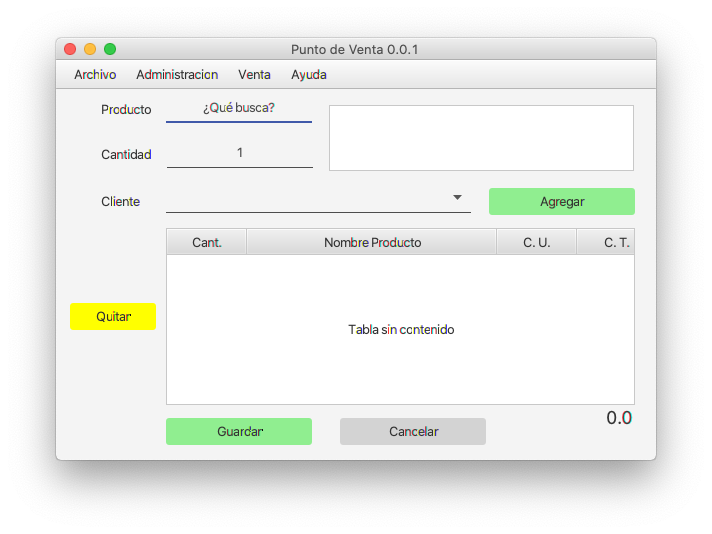 Punto de Venta 0.0.1
Archivo Administracion Venta Ayuda
Producto ¿Qué busca?
Cantidad 1
Cliente
Agregar
Cant. Nombre Producto C. U. C. T.
Quitar
Tabla sin contenido
0.0
Guardar Cancelar